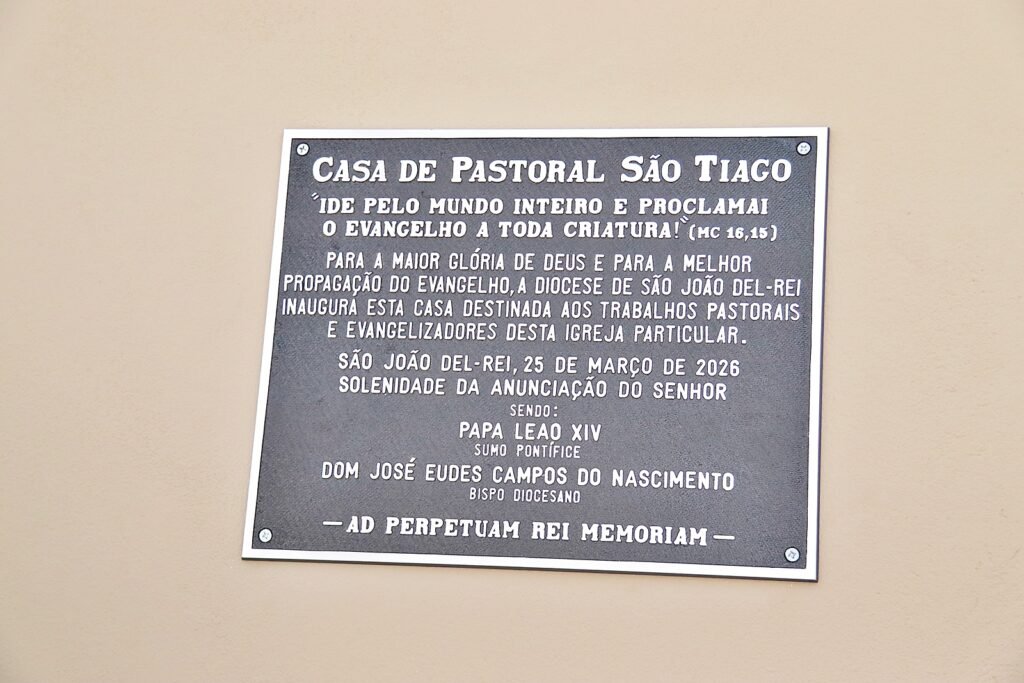 CASA DE PASTORAL SÃO TIAGO
"IDE PELO MUNDO INTEIRO E PROCLAMAI
O EVANGELHO A TODA CRIATURA!" (MC 16,15)
PARA A MAIOR GLÓRIA DE DEUS E PARA A MELHOR
PROPAGAÇÃO DO EVANGELHO, A DIOCESE DE SÃO JOÃO DEL-REI
INAUGURA ESTA CASA DESTINADA AOS TRABALHOS PASTORAIS
E EVANGELIZADORES DESTA IGREJA PARTICULAR.
SÃO JOÃO DEL-REI, 25 DE MARÇO DE 2026
SOLENIDADE DA ANUNCIAÇÃO DO SENHOR
SENDO:
PAPA LEAO XIV
SUMO PONTÍFICE
DOM JOSÉ EUDES CAMPOS DO NASCIMENTO
BISPO DIOCESANO
— AD PERPETUAM REI MEMORIAM —